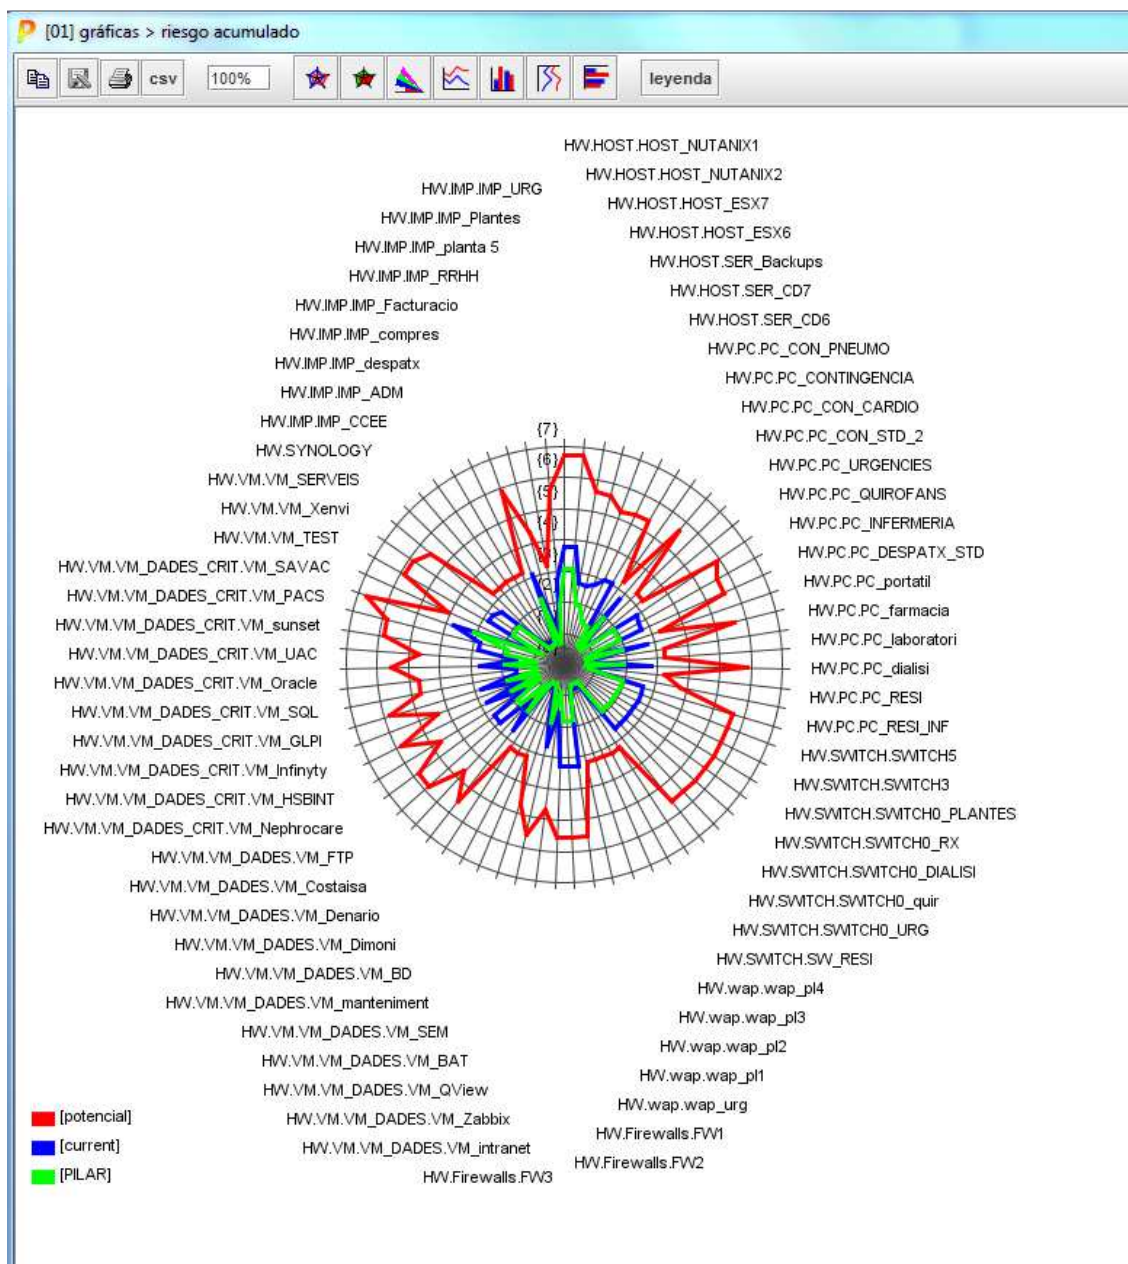 [01] gráficas > riesgo acumulado
csv
100%
leyenda
HW.HOST.HOST_NUTANIX1
HW.HOST.HOST_NUTANIX2
HW.HOST.HOST_ESX7
HW.HOST.HOST_ESX6
HW.HOST.SER_Backups
HW.HOST.SER_CD7
HW.HOST.SER_CD6
HW.PC.PC_CON_PNEUMO
HW.PC.PC_CONTINGENCIA
HW.PC.PC_CON_CARDIO
HW.PC.PC_CON_STD_2
HW.PC.PC_URGENCIES
HW.PC.PC_QUIROFANS
HW.PC.PC_INFERMERIA
HW.PC.PC_DESPATX_STD
HW.PC.PC_portatil
HW.PC.PC_farmacia
HW.PC.PC_laboratori
HW.PC.PC_dialisi
HW.PC.PC_RESI
HW.PC.PC_RESI_INF
HW.SWITCH.SWITCH5
HW.SWITCH.SWITCH3
HW.SWITCH.SWITCH0_PLANTES
HW.SWITCH.SWITCH0_RX
HW.SWITCH.SWITCH0_DIALISI
HW.SWITCH.SWITCH0_quir
HW.SWITCH.SWITCH0_URG
HW.SWITCH.SW_RESI
HW.wap.wap_pl4
HW.wap.wap_pl3
HW.wap.wap_pl2
HW.wap.wap_pl1
HW.wap.wap_urg
HW.Firewalls.FW1
HW.Firewalls.FW2
HW.IMP.IMP_URG
HW.IMP.IMP_Plantes
HW.IMP.IMP_planta 5
HW.IMP.IMP_RRHH
HW.IMP.IMP_Facturacio
HW.IMP.IMP_compres
HW.IMP.IMP_despatx
HW.IMP.IMP_ADM
HW.IMP.IMP_CCEE
HW.SYNOLOGY
HW.VM.VM_SERVEIS
HW.VM.VM_Xenvi
HW.VM.VM_TEST
HW.VM.VM_DADES_CRIT.VM_SAVAC
HW.VM.VM_DADES_CRIT.VM_PACS
HW.VM.VM_DADES_CRIT.VM_sunset
HW.VM.VM_DADES_CRIT.VM_UAC
HW.VM.VM_DADES_CRIT.VM_Oracle
HW.VM.VM_DADES_CRIT.VM_SQL
HW.VM.VM_DADES_CRIT.VM_GLPI
HW.VM.VM_DADES_CRIT.VM_Infinyty
HW.VM.VM_DADES_CRIT.VM_HSBINT
HW.VM.VM_DADES_CRIT.VM_Nephrocare
HW.VM.VM_DADES.VM_FTP
HW.VM.VM_DADES.VM_Costaisa
HW.VM.VM_DADES.VM_Denario
HW.VM.VM_DADES.VM_Dimoni
HW.VM.VM_DADES.VM_BD
HW.VM.VM_DADES.VM_manteniment
HW.VM.VM_DADES.VM_SEM
HW.VM.VM_DADES.VM_BAT
HW.VM.VM_DADES.VM_QView
HW.VM.VM_DADES.VM_Zabbix
HW.VM.VM_DADES.VM_intranet
HW.Firewalls.FW3
{7}
{6}
{5}
{4}
{3}
{2}
[potencial]
[current]
[PILAR]